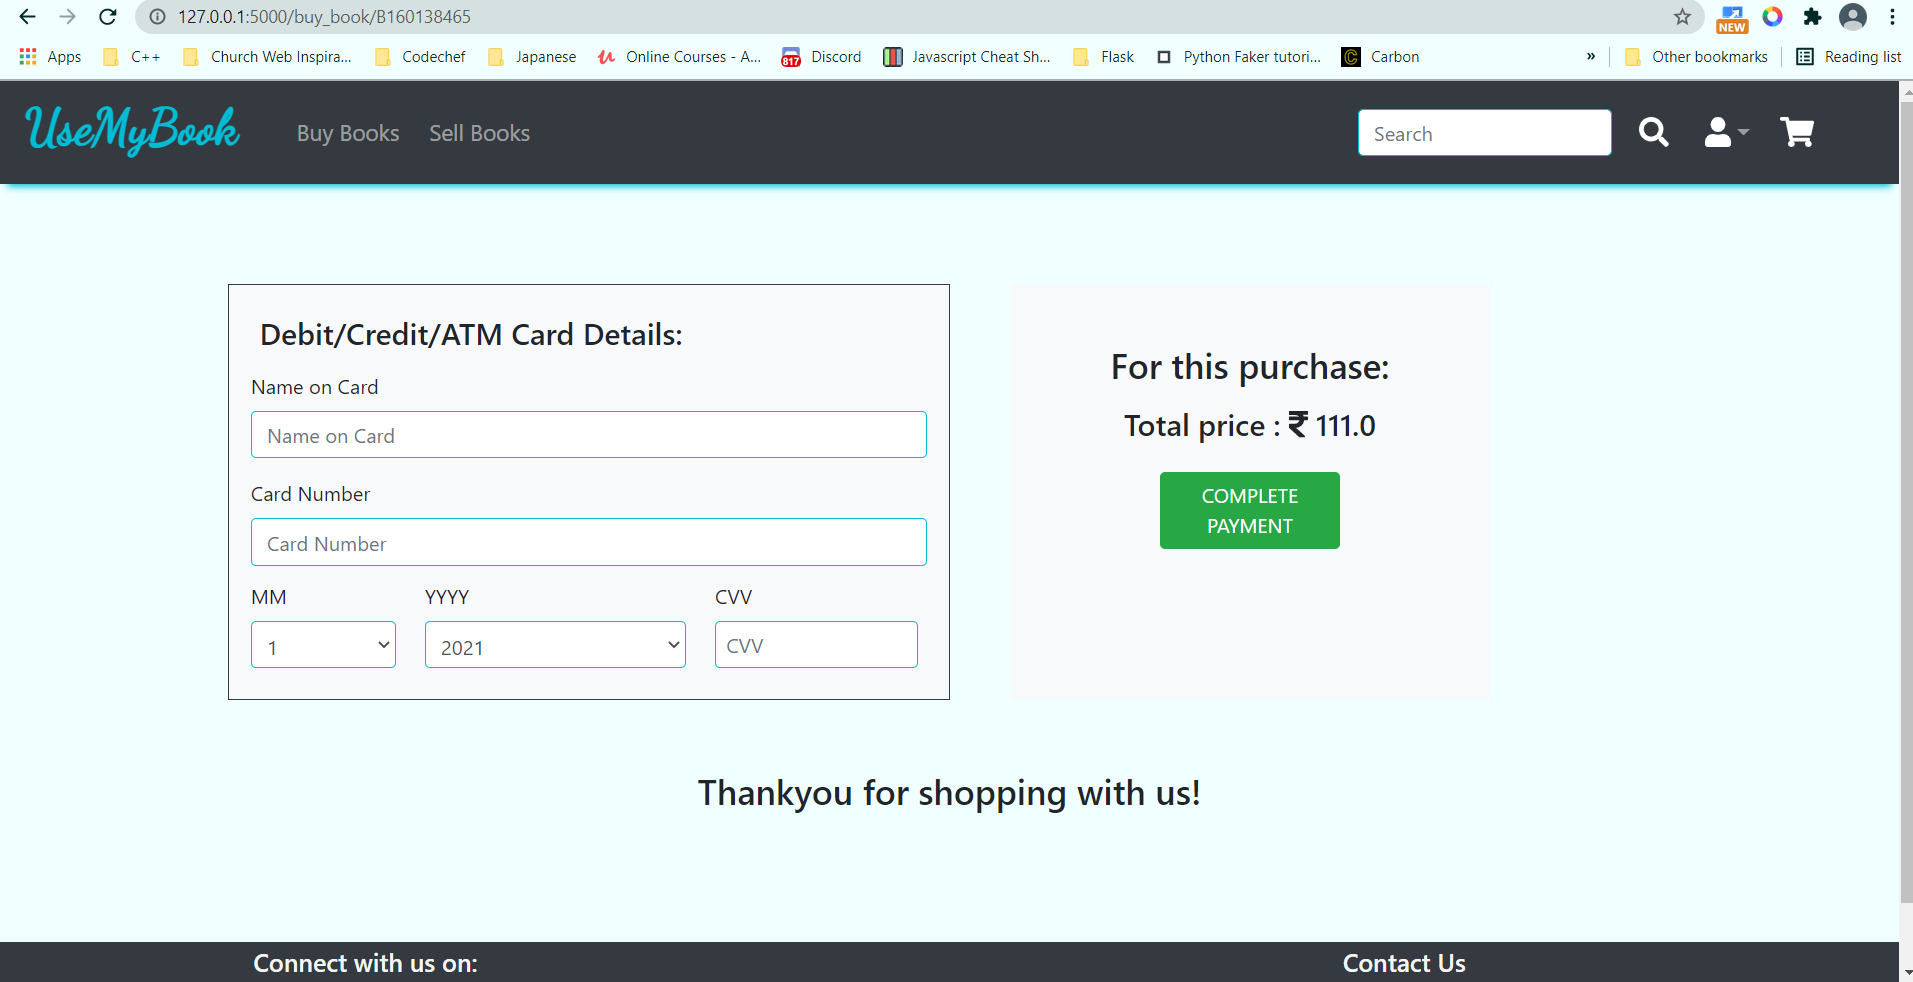 127.0.0.1:5000/buy_book/B160138465
NEW
Apps C++ Church Web Inspira... Codechef Japanese Online Courses - A... 817 Discord Javascript Cheat Sh... Flask Python Faker tutori... C Carbon » Other bookmarks Reading list
UseMyBook Buy Books Sell Books Search
Debit/Credit/ATM Card Details:
Name on Card
Name on Card
Card Number
Card Number
MM YYYY CVV
1 2021 CVV
For this purchase:
Total price : ₹ 111.0
COMPLETE
PAYMENT
Thankyou for shopping with us!
Connect with us on: Contact Us